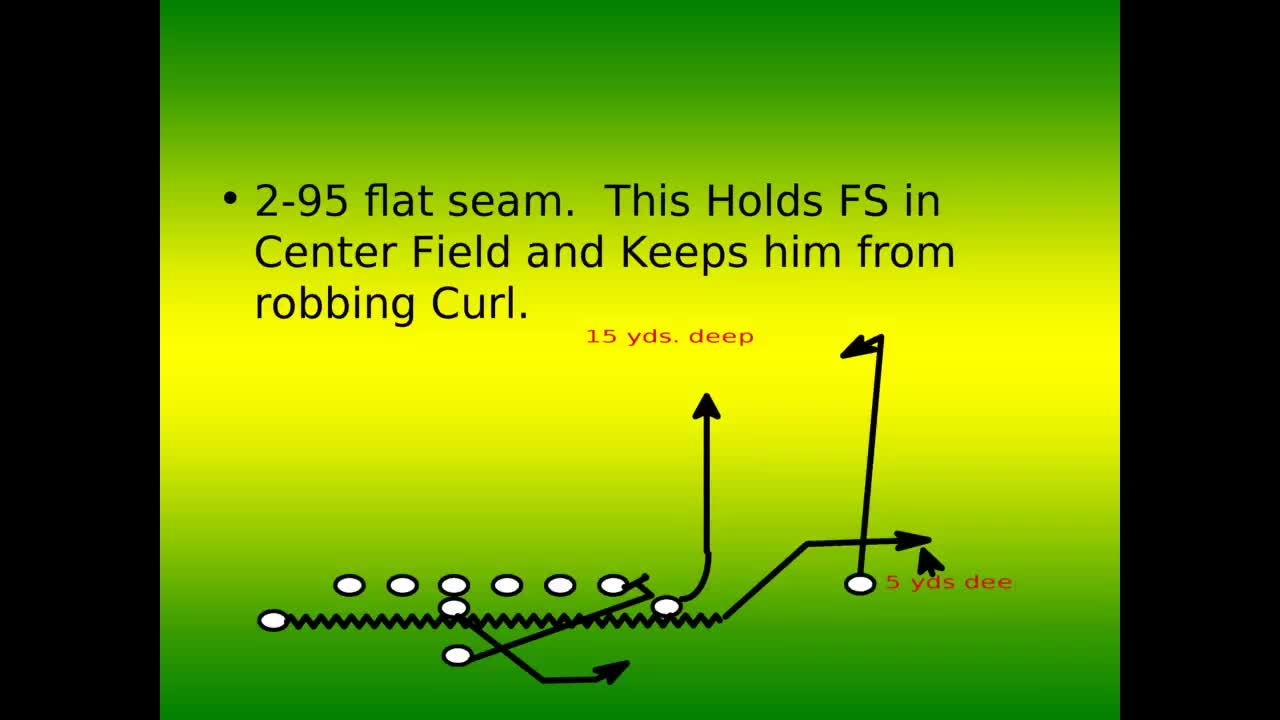 • 2-95 flat seam.  This Holds FS in
Center Field and Keeps him from
robbing Curl.
15 yds. deep
5 yds dee